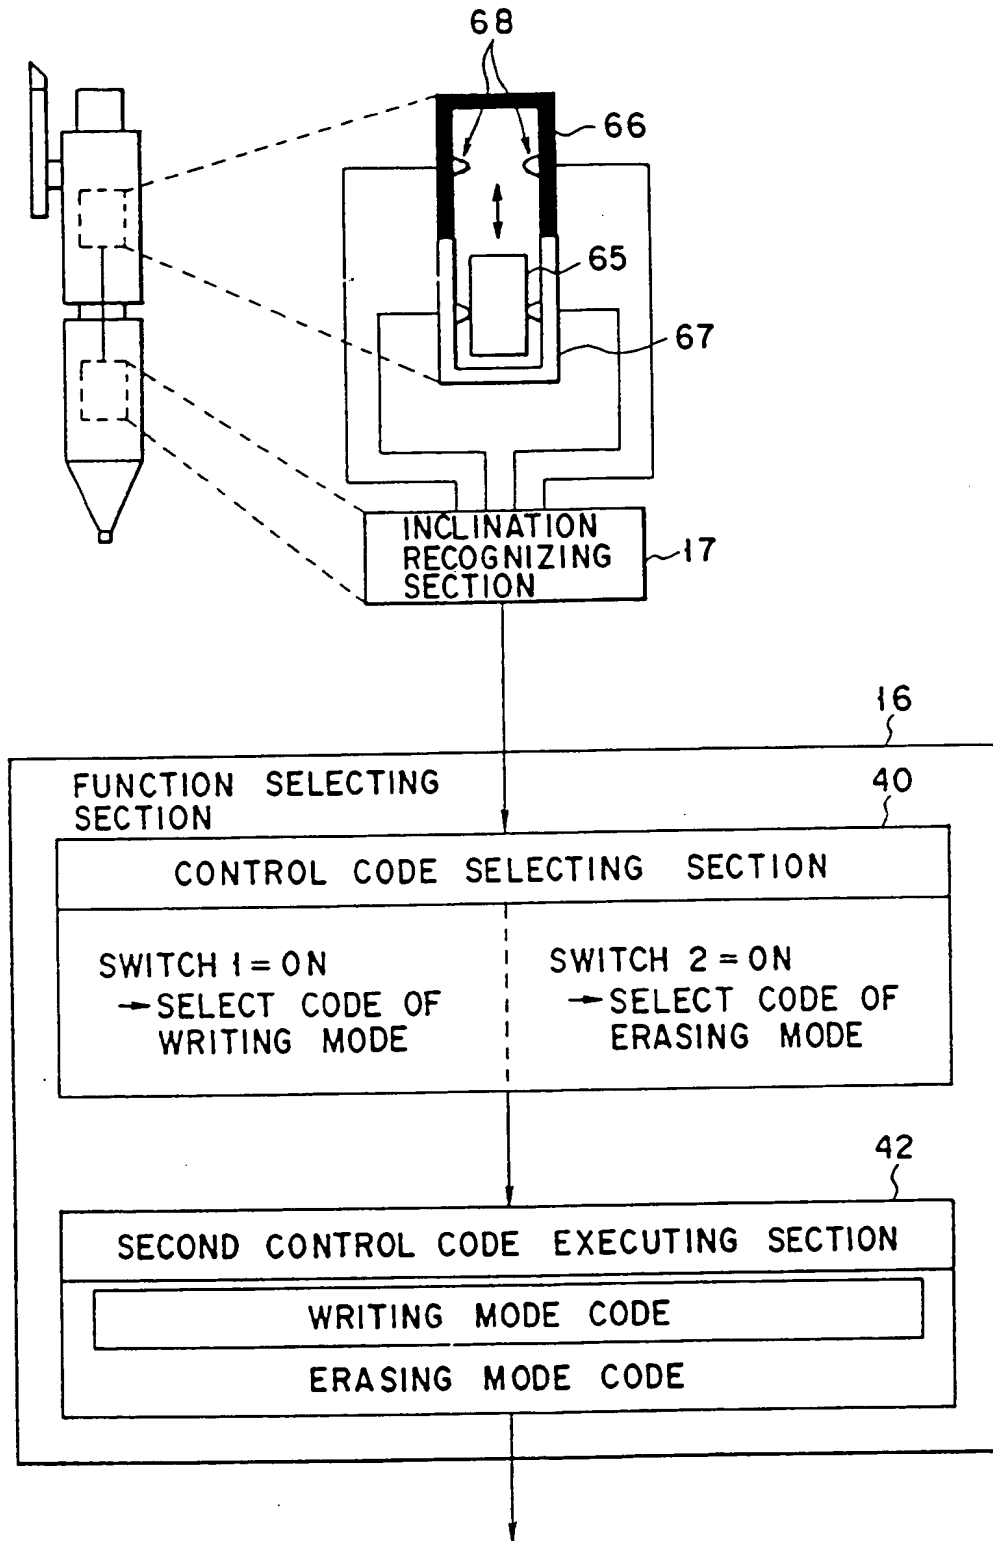 68
66
65
67
INCLINATION
RECOGNIZING
SECTION
17
16
FUNCTION SELECTING
SECTION
40
CONTROL CODE SELECTING SECTION
SWITCH 1 = ON
→ SELECT CODE OF
WRITING MODE
SWITCH 2 = ON
→ SELECT CODE OF
ERASING MODE
42
SECOND CONTROL CODE EXECUTING SECTION
WRITING MODE CODE
ERASING MODE CODE